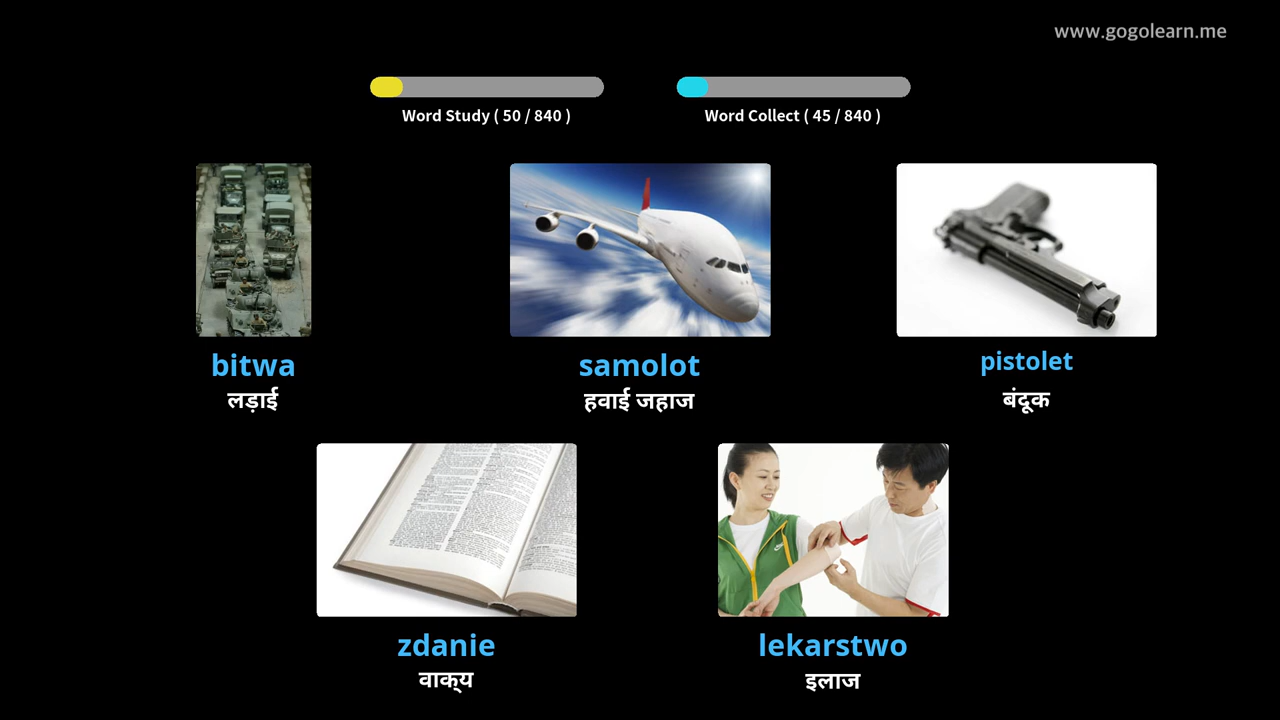 www.gogolearn.me
Word Study ( 50 / 840 )
Word Collect ( 45 / 840 )
bitwa
लड़ाई
samolot
हवाई जहाज
pistolet
बंदूक
zdanie
वाक्य
lekarstwo
इलाज